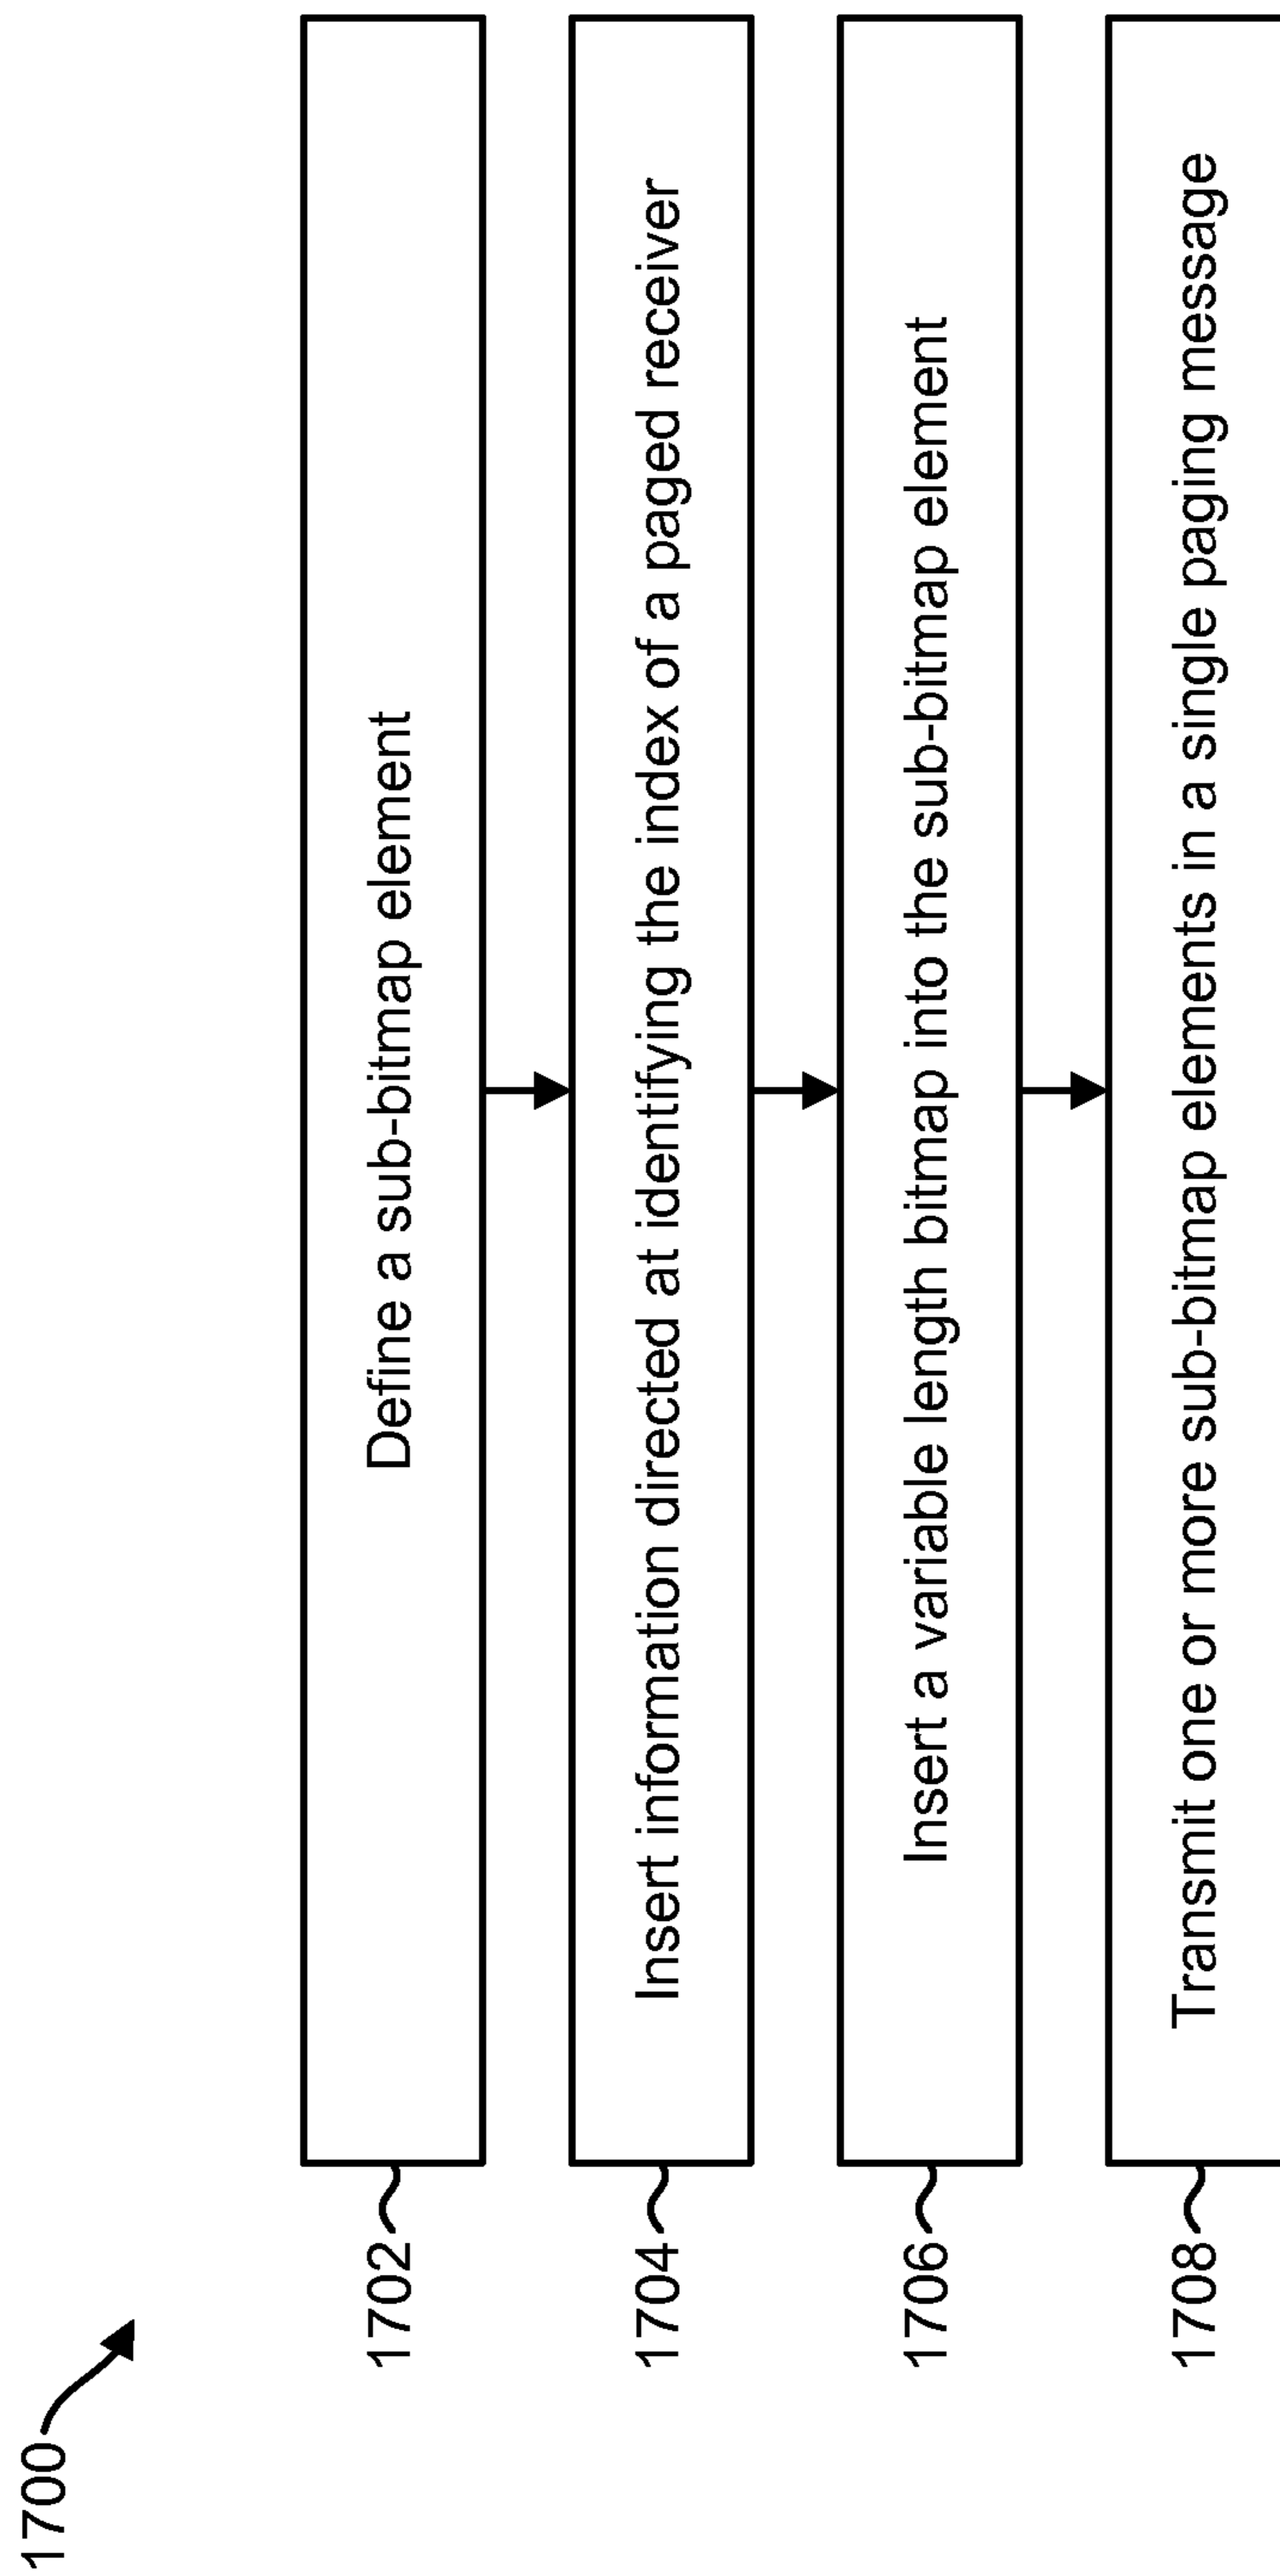 1700
1702
Define a sub-bitmap element
1704
Insert information directed at identifying the index of a paged receiver
1706
Insert a variable length bitmap into the sub-bitmap element
1708
Transmit one or more sub-bitmap elements in a single paging message